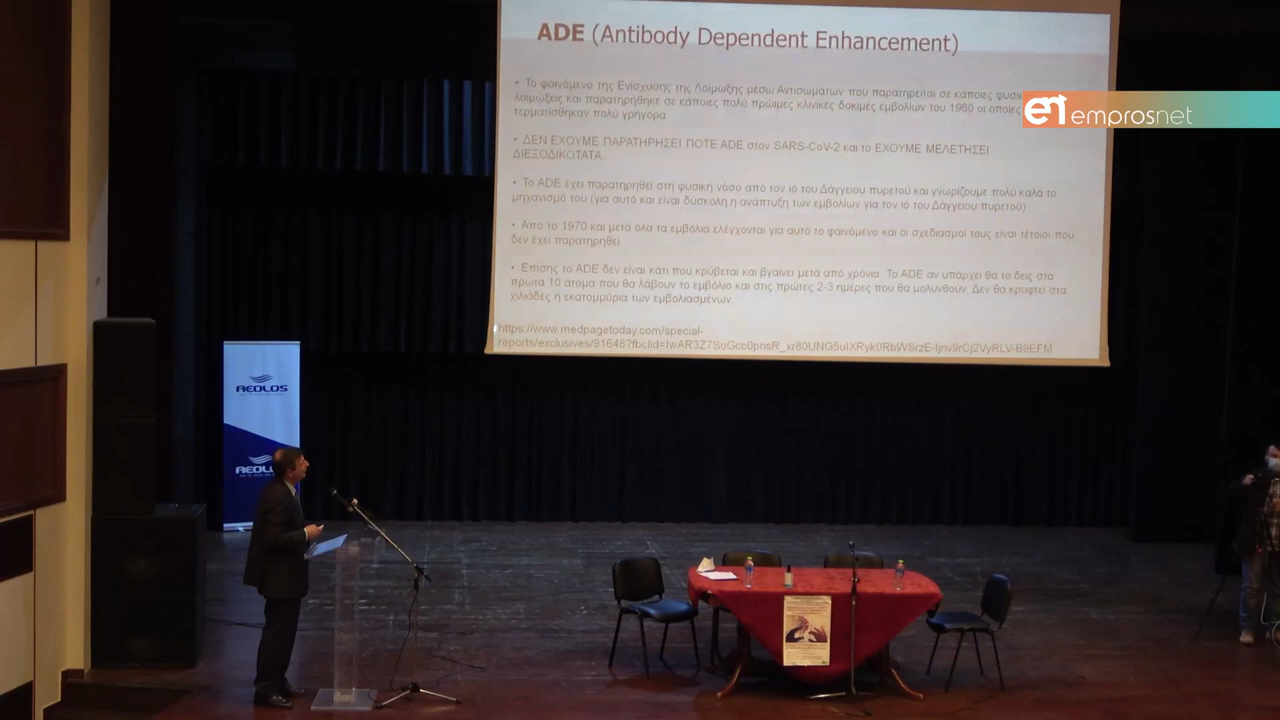 ADE (Antibody Dependent Enhancement)
• Το φαινόμενο της Ενίσχυσης της Λοίμωξης μέσω Αντισωμάτων που παρατηρείται σε κάποιες
λοιμώξεις και παρατηρήθηκε σε κάποιες πολύ πρώιμες κλινικές δοκιμές εμβολίων του 1960 οι οποίες
τερματίσθηκαν πολύ γρήγορα.
• ΔΕΝ ΕΧΟΥΜΕ ΠΑΡΑΤΗΡΗΣΕΙ ΠΟΤΕ ADE στον SARS-CoV-2 και το ΕΧΟΥΜΕ ΜΕΛΕΤΗΣΕΙ
ΔΙΕΞΟΔΙΚΟΤΑΤΑ.
• Το ADE έχει παρατηρηθεί στη φυσική νόσο από τον ιό του Δάγγειου πυρετού και γνωρίζουμε πολύ καλά το
μηχανισμό του (για αυτό και είναι δύσκολη η ανάπτυξη των εμβολίων για τον ιό του Δάγγειου πυρετού)
• Από το 1970 και μετά όλα τα εμβόλια ελέγχονται για αυτό το φαινόμενο και οι σχεδιασμοί τους είναι τέτοιοι που
δεν έχει παρατηρηθεί
• Επίσης το ADE δεν είναι κάτι που κρύβεται και βγαίνει μετά από χρόνια. Το ADE αν υπάρχει θα το δεις στα
πρώτα 10 άτομα που θα λάβουν το εμβόλιο και στις πρώτες 2-3 ημέρες που θα μολυνθούν. Δεν θα κρυφτεί στα
χιλιάδες ή εκατομμύρια των εμβολιασμένων.
https://www.medpagetoday.com/special-
reports/exclusives/91648?fbclid=IwAR3Z7SoGcc0pnsR_xr80UNG5uIXRyk0RbWSrzE-ljnv9rCj2VyRLV-B9EFM
en emprosnet
AEOLOS
AEOLOS